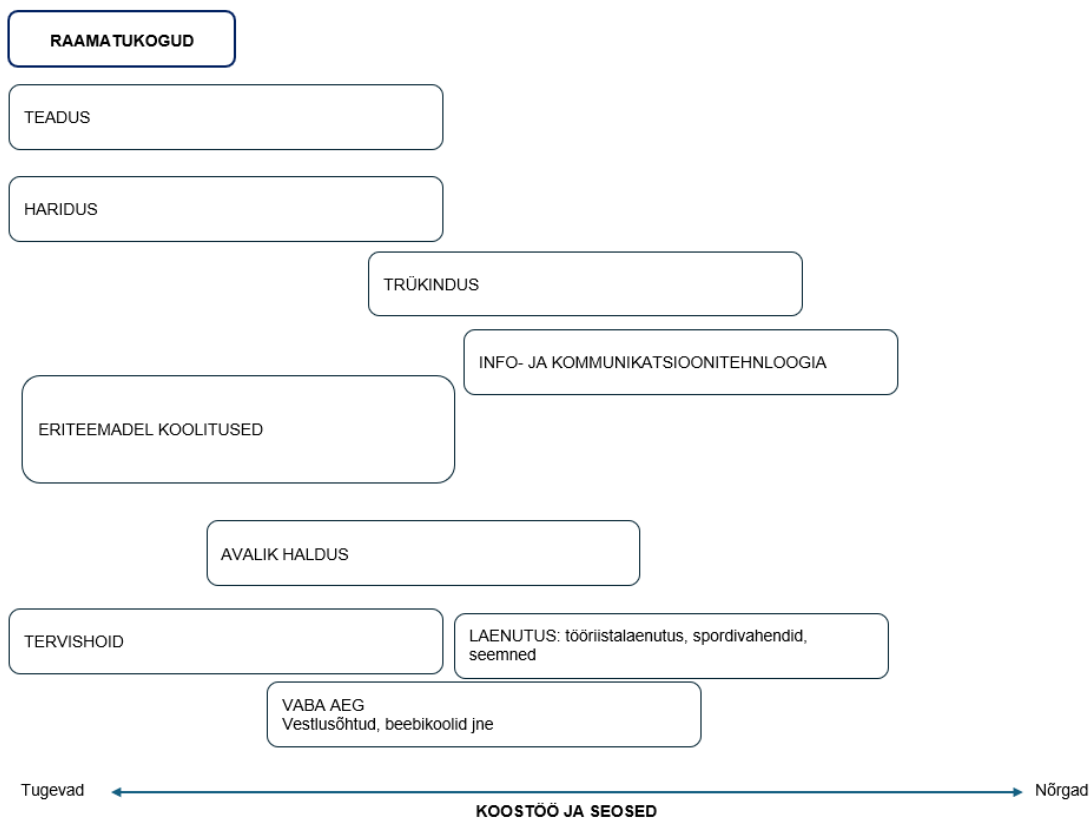 RAAMATUKOGUD
TEADUS
HARIDUS
TRÜKINDUS
INFO- JA KOMMUNIKATSIOONITEHNLOOGIA
ERITEEMADEL KOOLITUSED
AVALIK HALDUS
TERVISHOID
LAENUTUS: tööriistalaenutus, spordivahendid,
seemned
VABA AEG
Vestlusõhtud, beebikoolid jne
Tugevad
Nõrgad
KOOSTÖÖ JA SEOSED